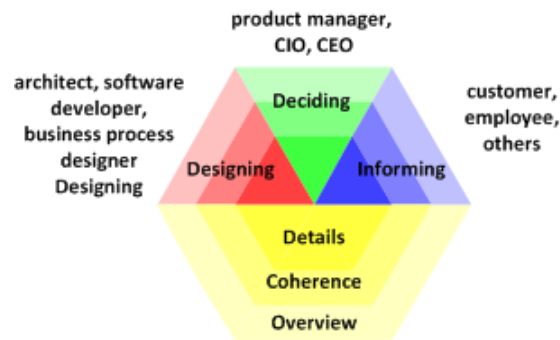 product manager,
CIO, CEO
architect, software
developer,
business process
designer
Designing
customer,
employee,
others
Deciding
Designing
Informing
Details
Coherence
Overview